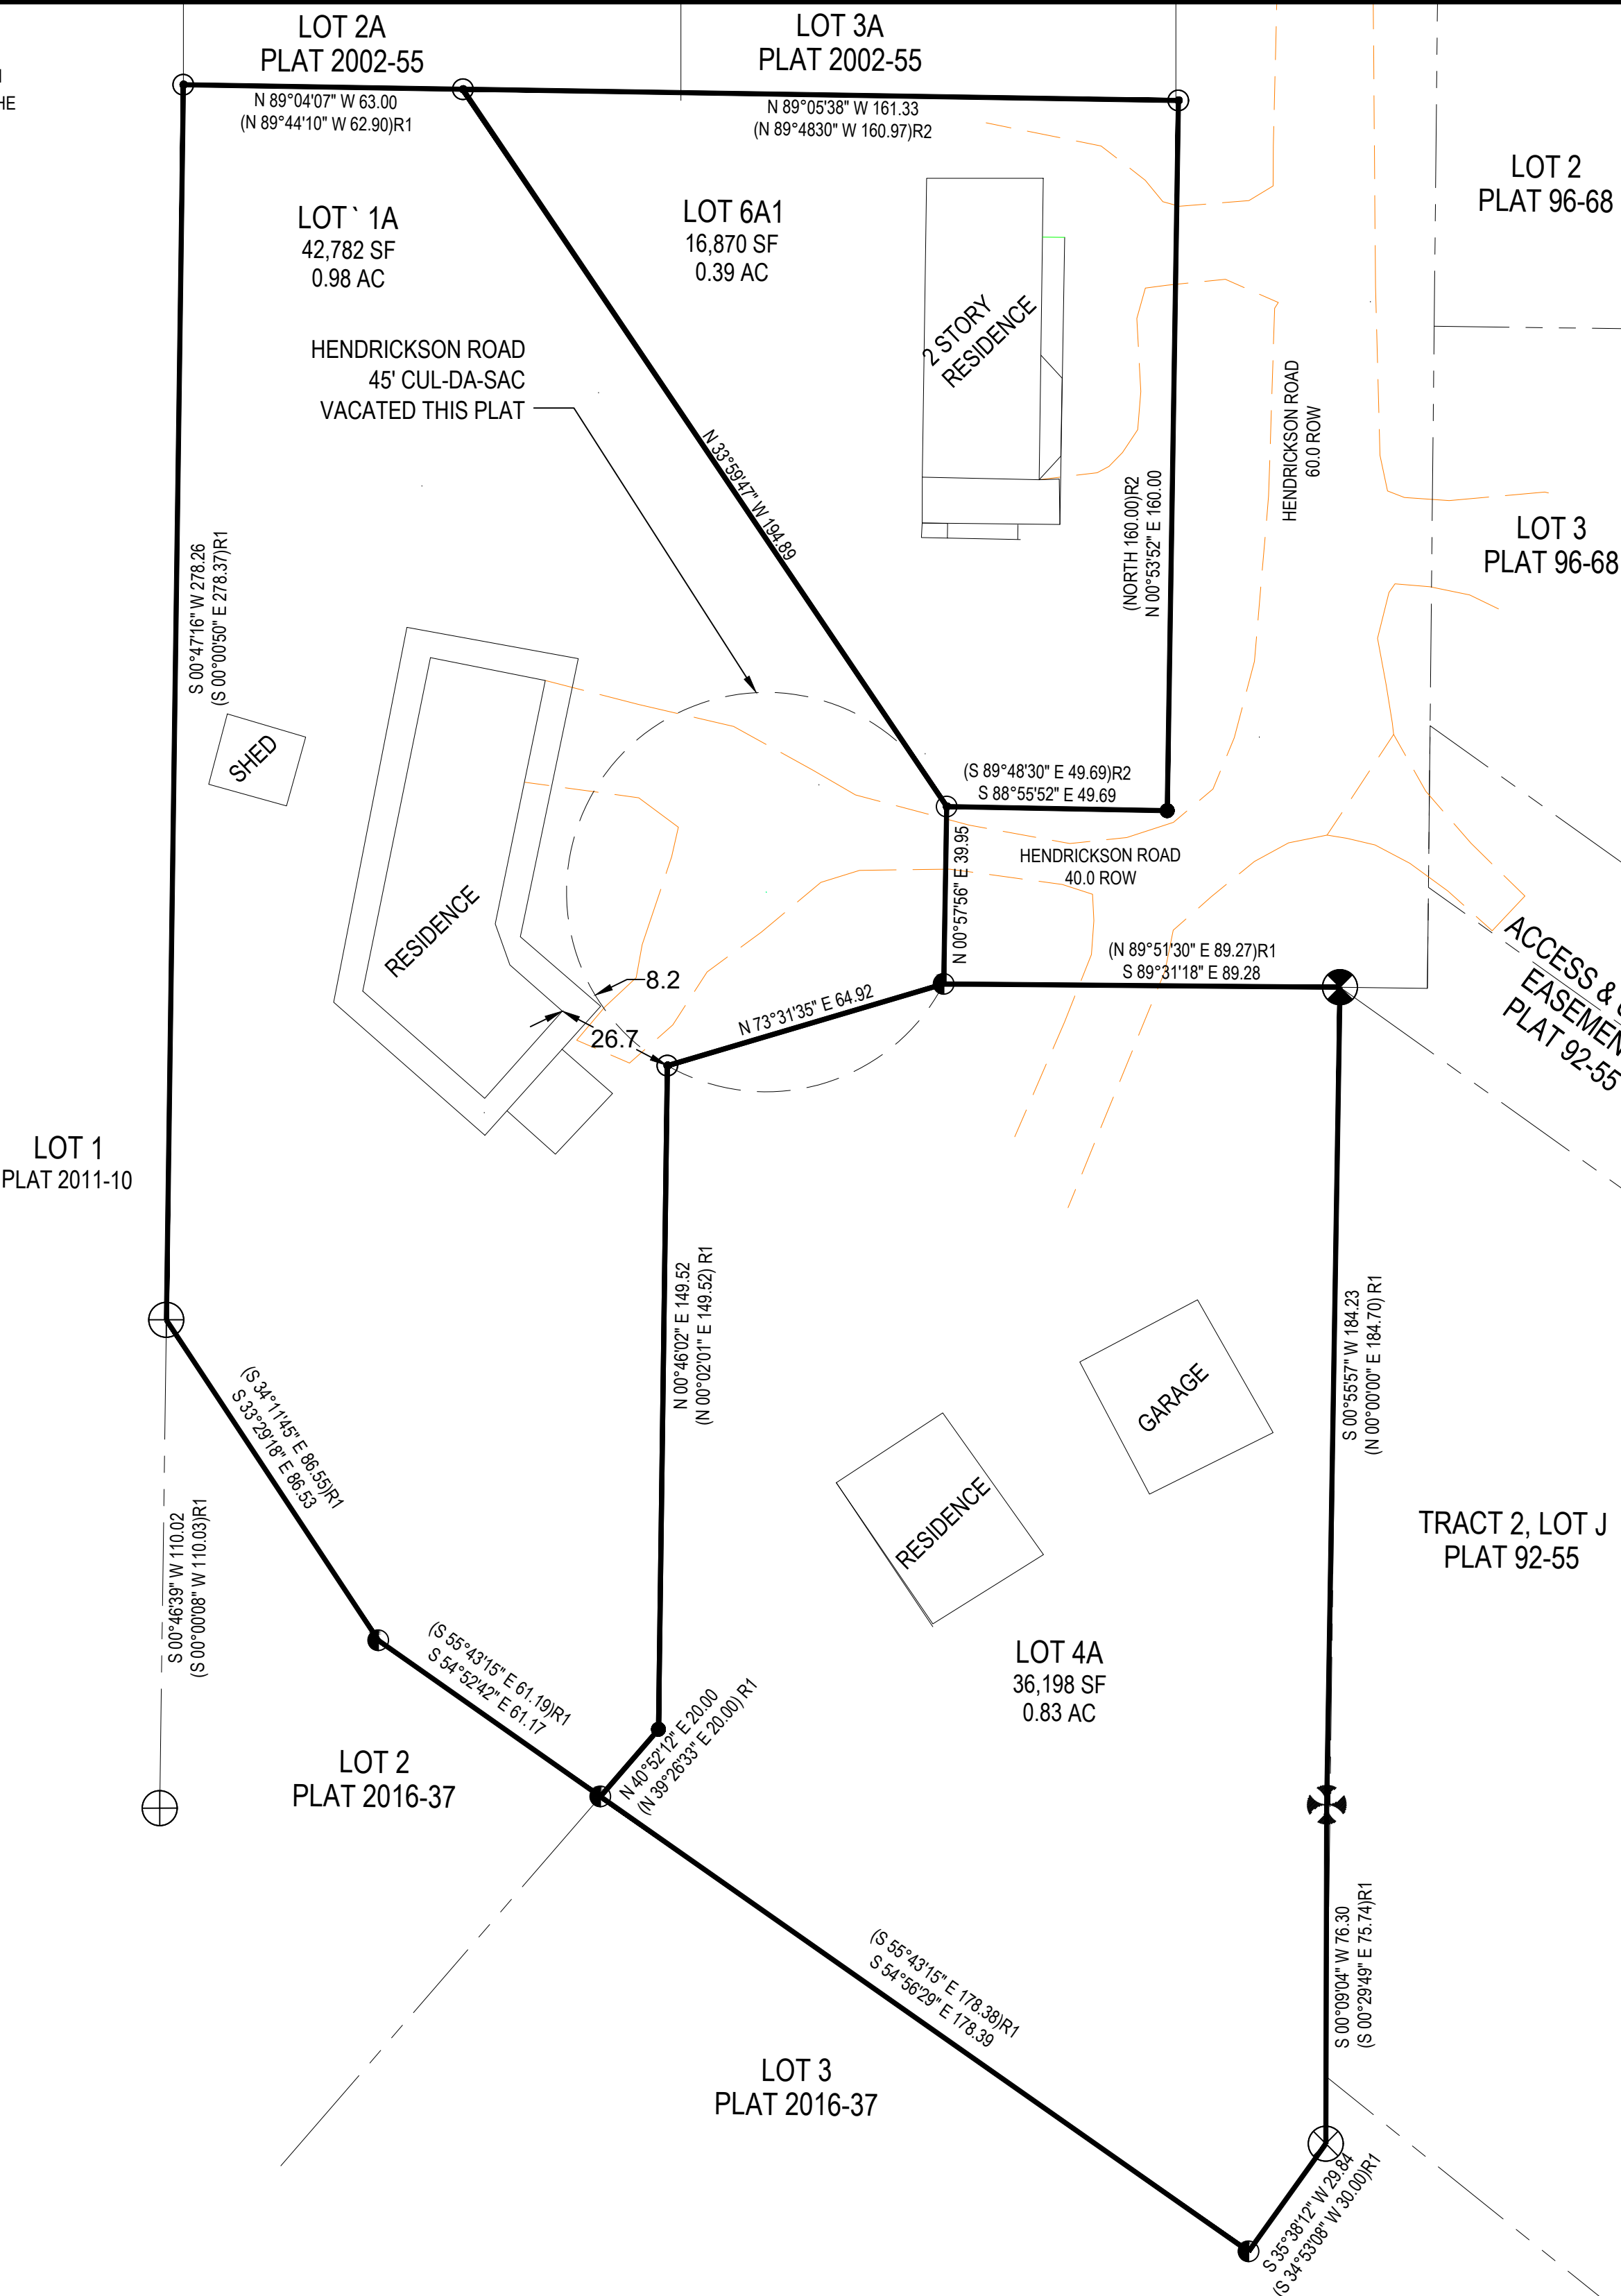 LOT 2A
PLAT 2002-55
LOT 3A
PLAT 2002-55
HE
N 89°04'07" W 63.00
(N 89°44'10" W 62.90)R1
N 89°05'38" W 161.33
(N 89°4830" W 160.97)R2
LOT 2
PLAT 96-68
LOT ` 1A
42,782 SF
0.98 AC
LOT 6A1
16,870 SF
0.39 AC
HENDRICKSON ROAD
45' CUL-DA-SAC
VACATED THIS PLAT
2 STORY
RESIDENCE
HENDRICKSON ROAD
60.0 ROW
N 33°59'47" W 194.89
(NORTH 160.00)R2
N 00°53'52" E 160.00
LOT 3
PLAT 96-68
S 00°47'16" W 278.26
(S 00°00'50" E 278.37)R1
SHED
(S 89°48'30" E 49.69)R2
S 88°55'52" E 49.69
N 00°57'56" E 39.95
HENDRICKSON ROAD
40.0 ROW
RESIDENCE
(N 89°51'30" E 89.27)R1
S 89°31'18" E 89.28
ACCESS &
EASEMEN
PLAT 92-55
8.2
26.7
N 73°31'35" E 64.92
LOT 1
PLAT 2011-10
N 00°46'02" E 149.52
(N 00°02'01" E 149.52) R1
S 00°55'57" W 184.23
(N 00°00'00" E 184.70) R1
(S 34°11'45" E 86.55)R1
S 33°29'18" E 86.53
GARAGE
RESIDENCE
S 00°46'39" W 110.02
(S 00°00'08" W 110.03)R1
TRACT 2, LOT J
PLAT 92-55
(S 55°43'15" E 61.19)R1
S 54°52'42" E 61.17
LOT 4A
36,198 SF
0.83 AC
N 40°52'12" E 20.00
(N 39°26'33" E 20.00) R1
LOT 2
PLAT 2016-37
(S 55°43'15" E 178.38)R1
S 54°56'29" E 178.39
S 00°09'04" W 76.30
(S 00°29'49" E 75.74)R1
LOT 3
PLAT 2016-37
S 35°38'12" W 29.84
(S 34°53'08" W 30.00)R1